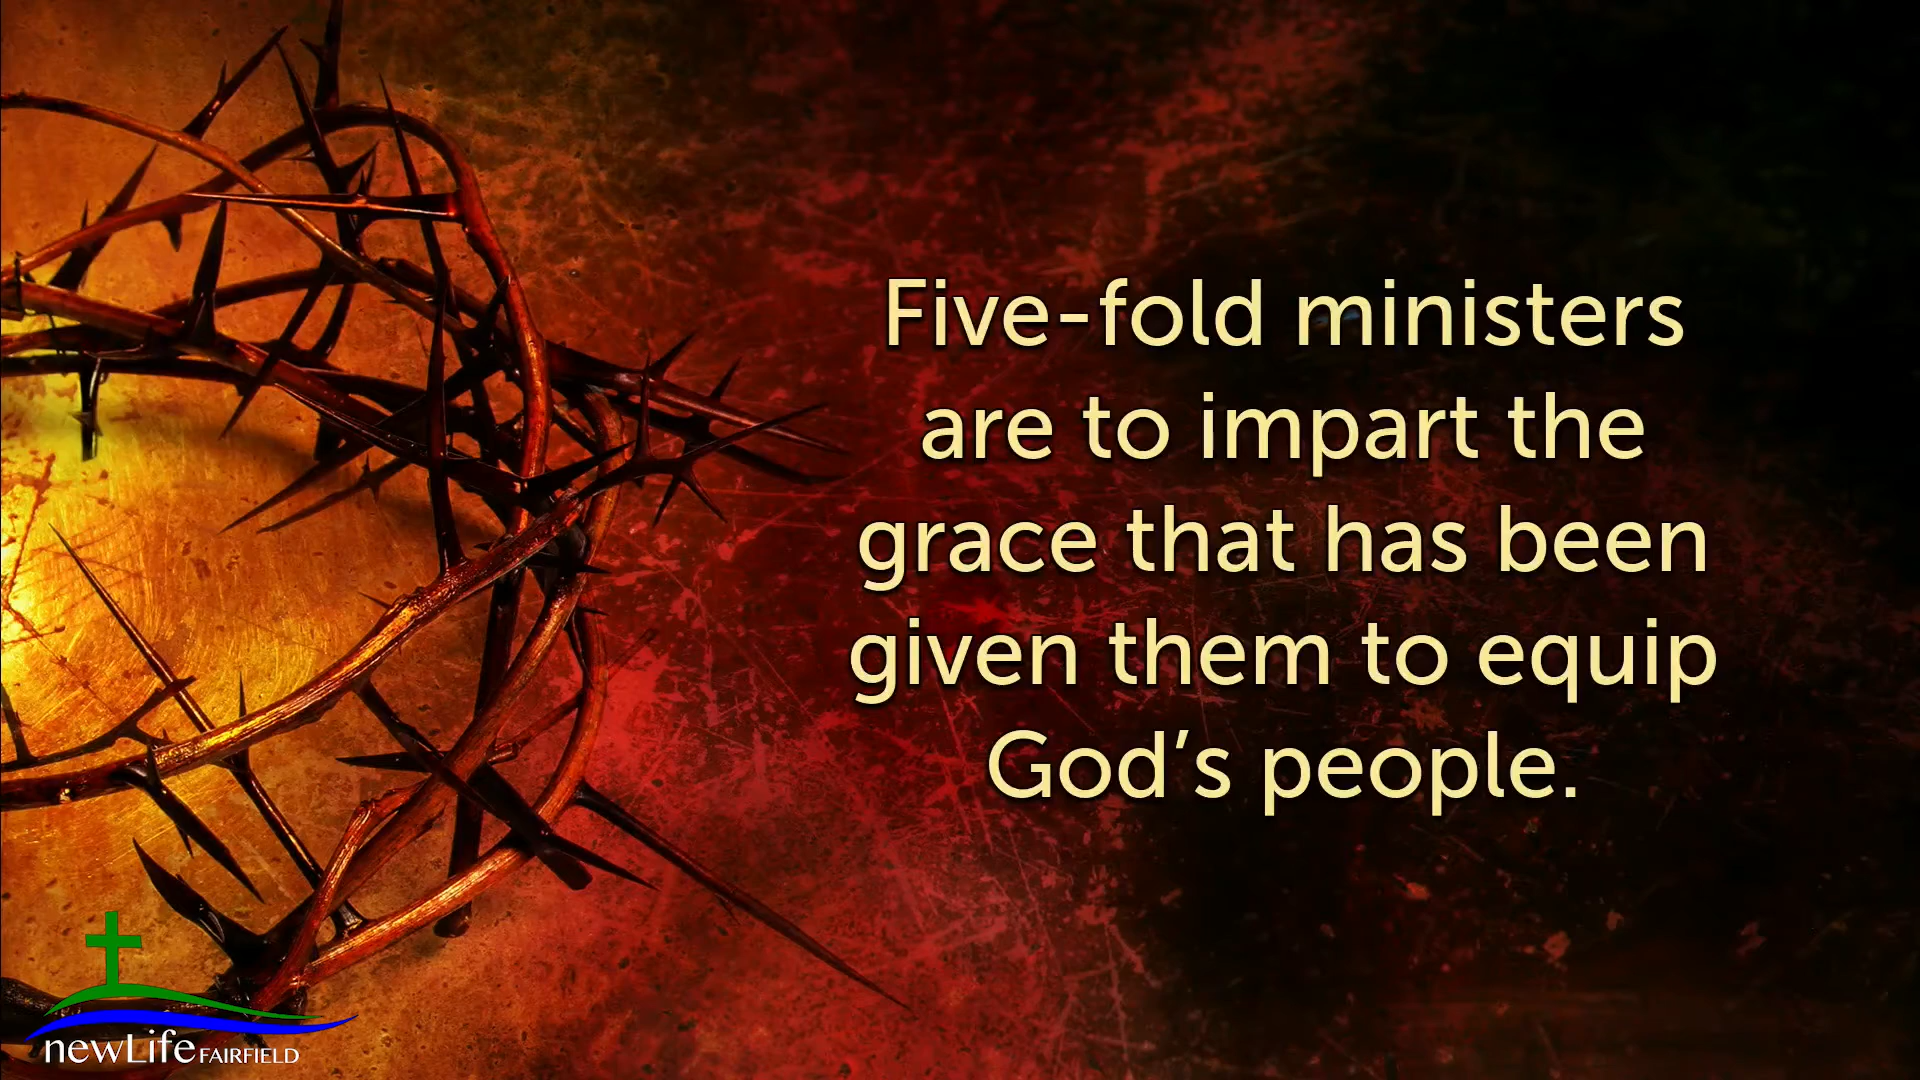 Five-fold ministers
are to impart the
grace that has been
given them to equip
God’s people.
newLife FAIRFIELD